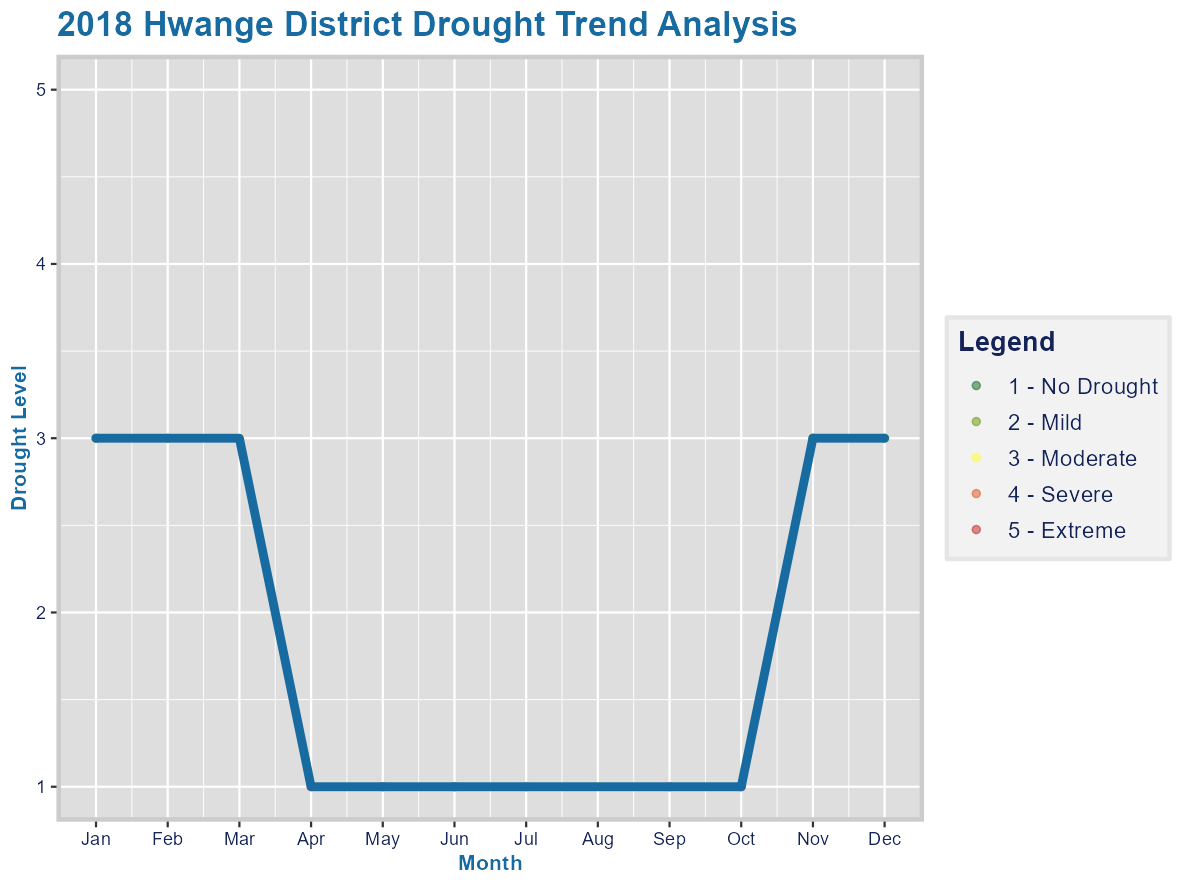 2018 Hwange District Drought Trend Analysis
5
4
3
2
1
Drought Level
Jan Feb Mar Apr May Jun Jul Aug Sep Oct Nov Dec
Month
Legend
1 - No Drought
2 - Mild
3 - Moderate
4 - Severe
5 - Extreme